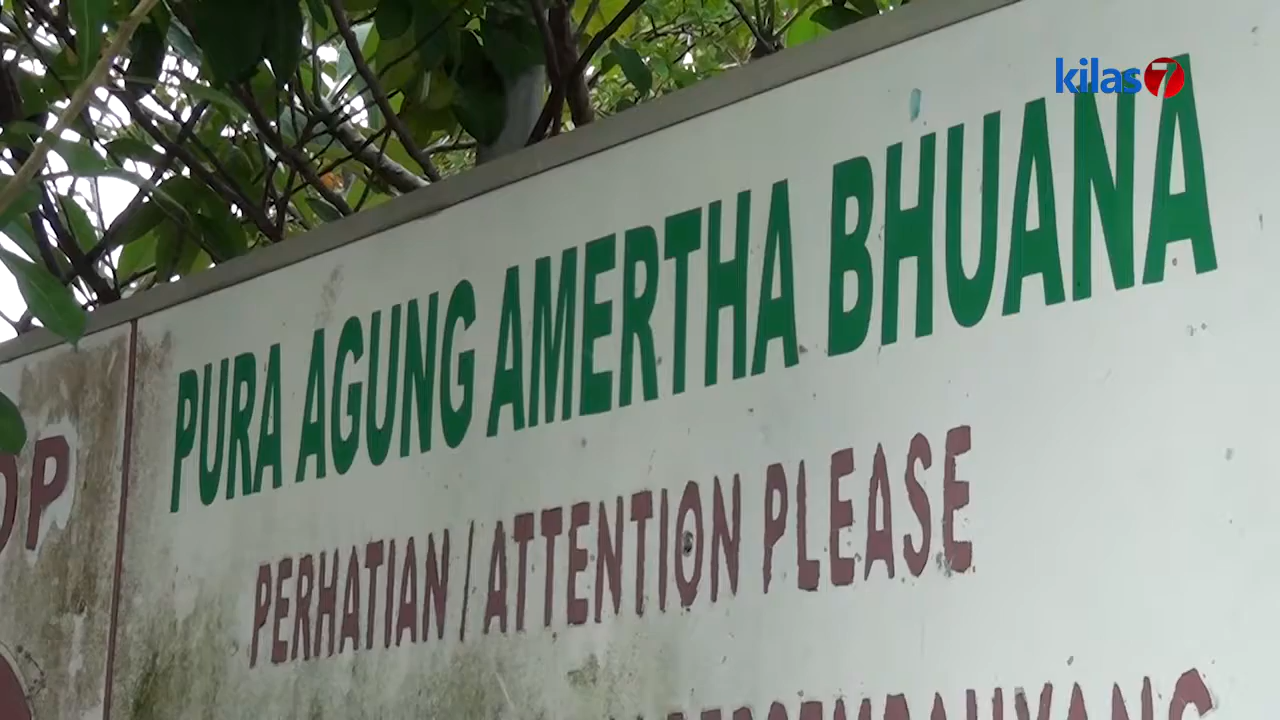 kilas7
PURA AGUNG AMERTHA BHUANA
PERHATIAN / ATTENTION PLEASE